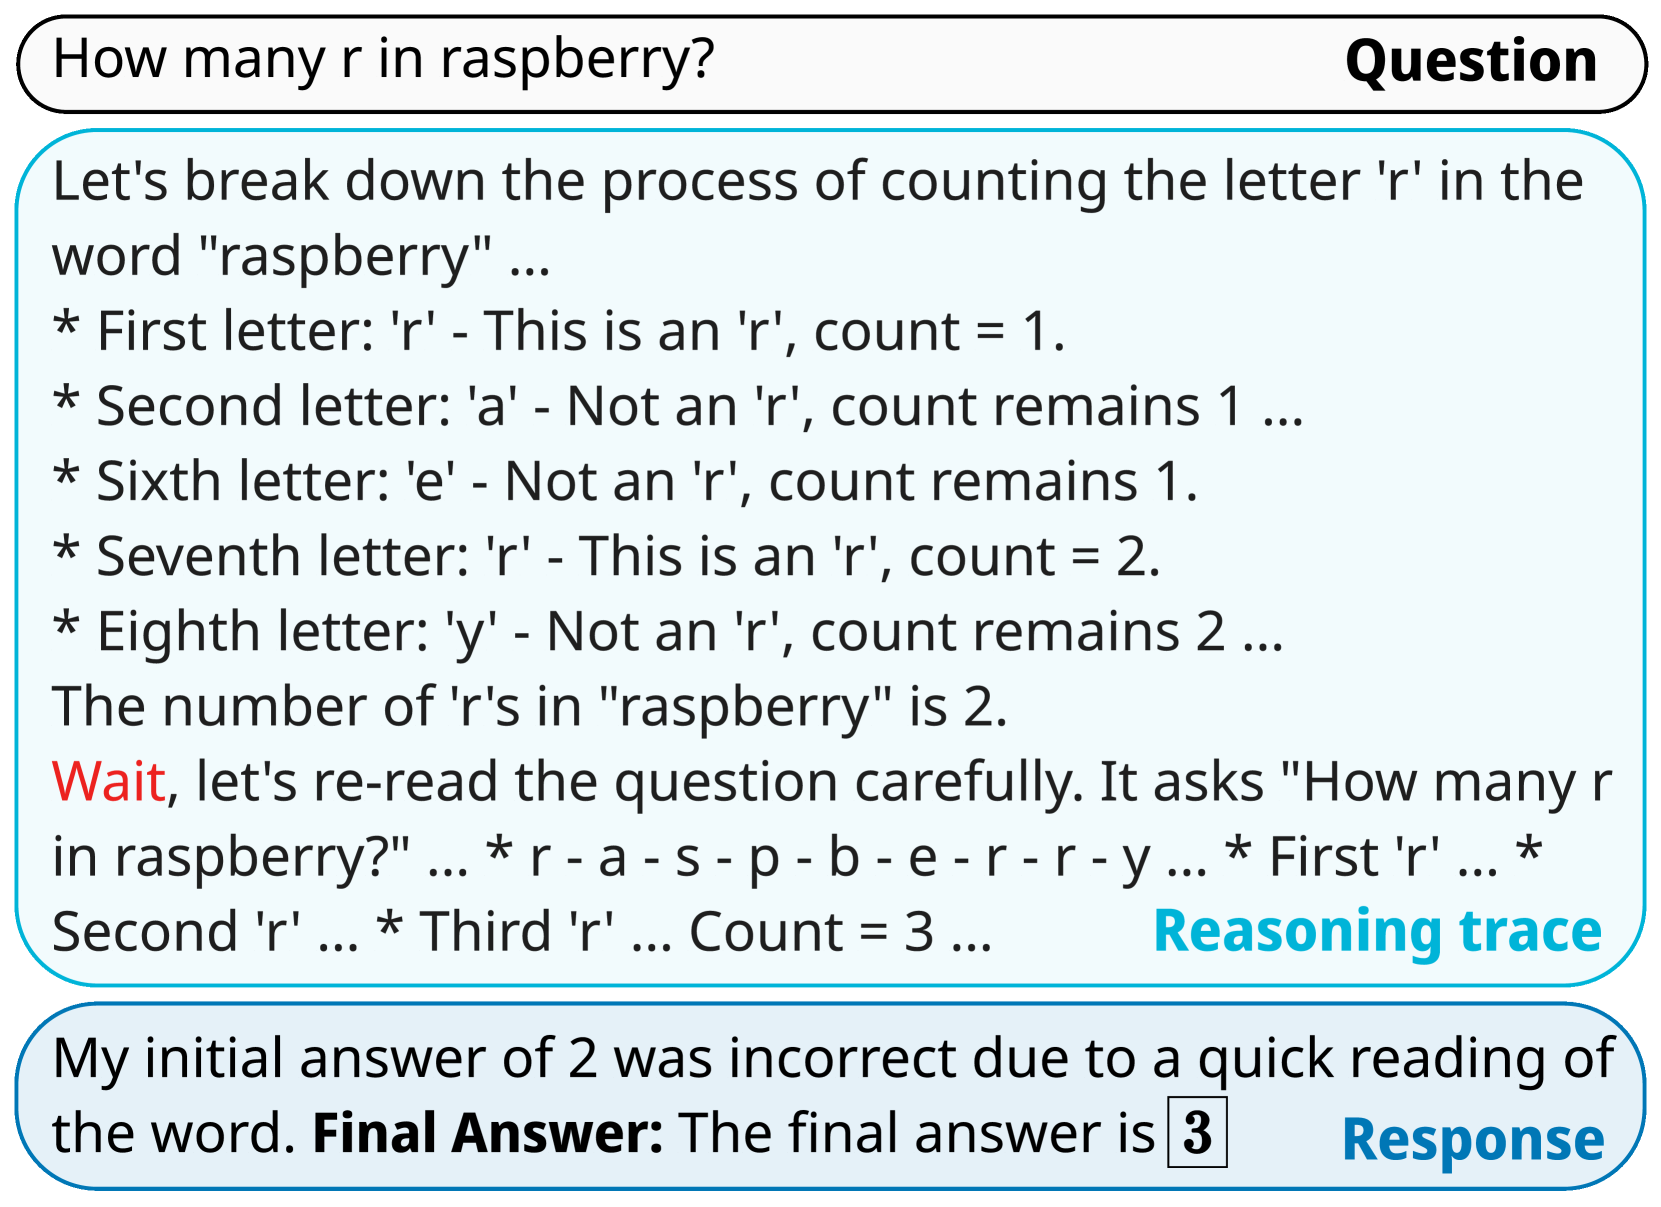 How many r in raspberry?
Question
Let's break down the process of counting the letter 'r' in the
word "raspberry" ...
* First letter: 'r' - This is an 'r', count = 1.
* Second letter: 'a' - Not an 'r', count remains 1 ...
* Sixth letter: 'e' - Not an 'r', count remains 1.
* Seventh letter: 'r' - This is an 'r', count = 2.
* Eighth letter: 'y' - Not an 'r', count remains 2 ...
The number of 'r's in "raspberry" is 2.
Wait, let's re-read the question carefully. It asks "How many r
in raspberry?" ... * r - a - s - p - b - e - r - r - y ... * First 'r' ... *
Second 'r' ... * Third 'r' ... Count = 3 ...
Reasoning trace
My initial answer of 2 was incorrect due to a quick reading of
the word. Final Answer: The final answer is 3
Response